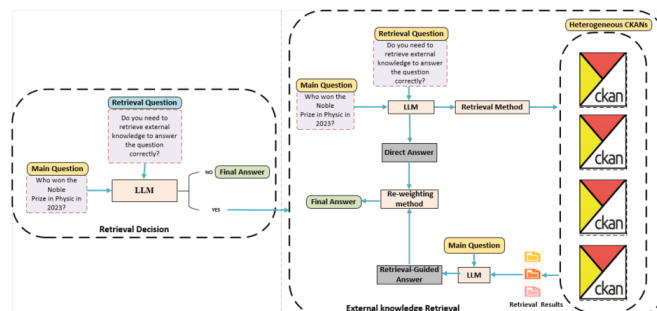 Retrieval Question
Do you need to
retrieve external
knowledge to answer
the question
correctly?
Main Question
Who won the
Noble
Prize in Physic in
2023?
LLM
NO
Final Answer
YES
Retrieval Decision
Retrieval Question
Do you need to
retrieve external
knowledge to answer
the question
correctly?
Main Question
Who won the
Noble
Prize in Physic in
2023?
LLM
Retrieval Method
Direct Answer
Final Answer
Re-weighting
method
Main Question
Retrieval-Guided
Answer
LLM
Retrieval Results
External knowledge Retrieval
Heterogeneous CKANs
ckan
ckan
ckan
ckan